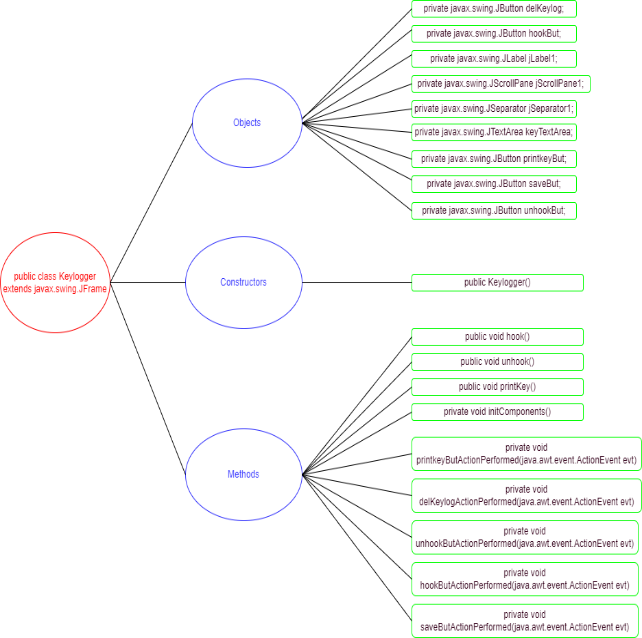 private javax.swing.JButton delKeylog;
private javax.swing.JButton hookBut;
private javax.swing.JLabel jLabel1;
private javax.swing.JScrollPane jScrollPane1;
Objects
private javax.swing.JSeparator jSeparator1;
private javax.swing.JTextArea keyTextArea;
private javax.swing.JButton printkeyBut;
private javax.swing.JButton saveBut;
private javax.swing.JButton unhookBut;
public class Keylogger
extends javax.swing.JFrame
Constructors
public Keylogger()
public void hook()
public void unhook()
public void printKey()
private void initComponents()
Methods
private void
printkeyButActionPerformed(java.awt.event.ActionEvent evt)
private void
delKeylogActionPerformed(java.awt.event.ActionEvent evt)
private void
unhookButActionPerformed(java.awt.event.ActionEvent evt)
private void
hookButActionPerformed(java.awt.event.ActionEvent evt)
private void
saveButActionPerformed(java.awt.event.ActionEvent evt)